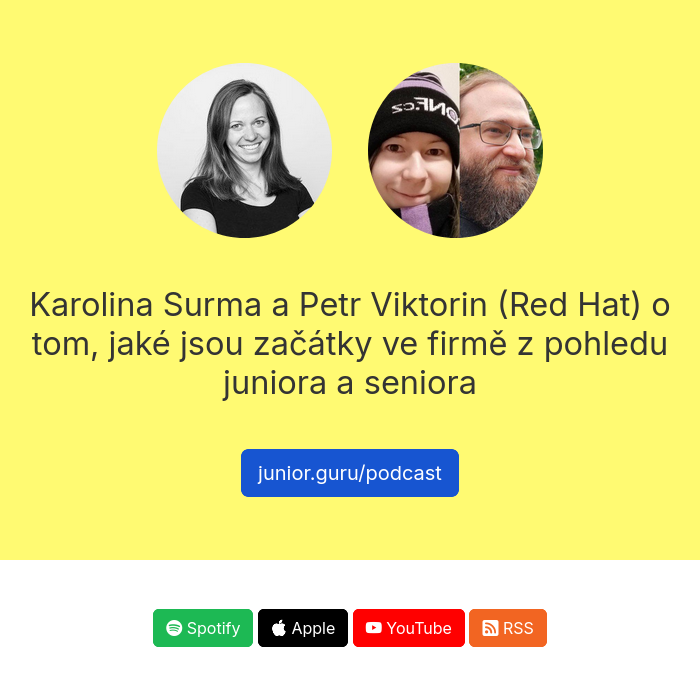 ONF.cz
Karolina Surma a Petr Viktorin (Red Hat) o
tom, jaké jsou začátky ve firmě z pohledu
juniora a seniora
junior.guru/podcast
Spotify
Apple
YouTube
RSS